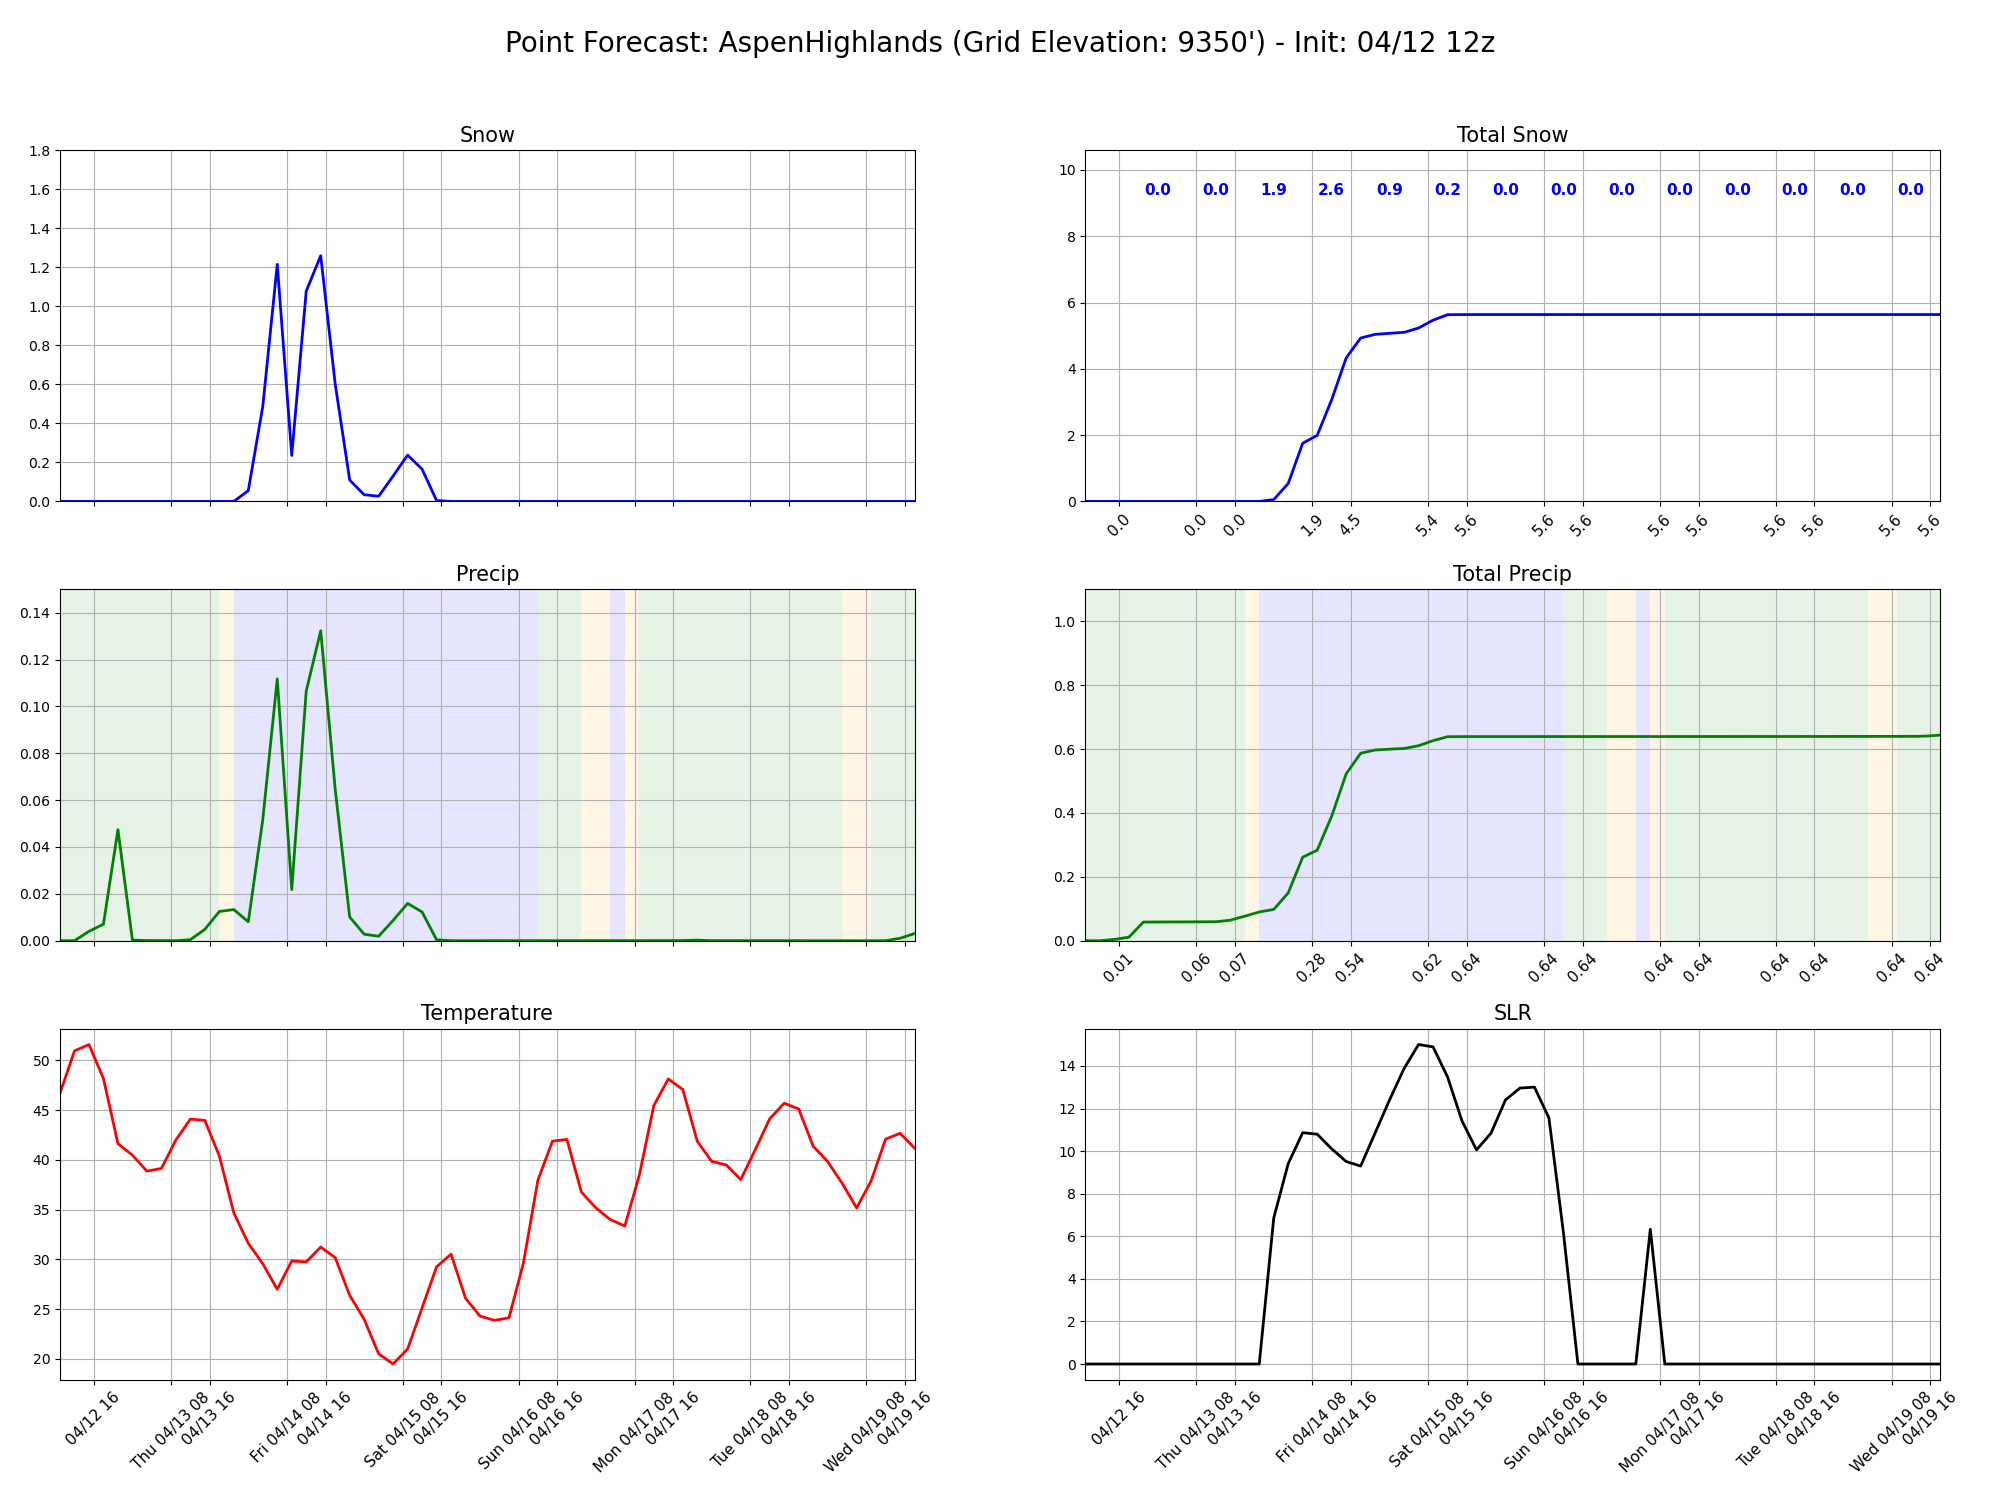 Point Forecast: AspenHighlands (Grid Elevation: 9350') - Init: 04/12 12z
Snow
1.8
1.6
1.4
1.2
1.0
0.8
0.6
0.4
0.2
0.0
Total Snow
10
8
6
4
2
0
0.0 0.0 1.9 2.6 0.9 0.2 0.0 0.0 0.0 0.0 0.0 0.0 0.0 0.0
0.0 0.0 0.0 1.9 4.5 5.4 5.6 5.6 5.6 5.6 5.6 5.6 5.6 5.6 5.6
Precip
0.14
0.12
0.10
0.08
0.06
0.04
0.02
0.00
Total Precip
1.0
0.8
0.6
0.4
0.2
0.0
0.01 0.06 0.07 0.28 0.54 0.62 0.64 0.64 0.64 0.64 0.64 0.64 0.64 0.64 0.64
Temperature
50
45
40
35
30
25
20
04/12 16
Thu 04/13 08
04/13 16
Fri 04/14 08
04/14 16
Sat 04/15 08
04/15 16
Sun 04/16 08
04/16 16
Mon 04/17 08
04/17 16
Tue 04/18 08
04/18 16
Wed 04/19 08
04/19 16
SLR
14
12
10
8
6
4
2
0
04/12 16
Thu 04/13 08
04/13 16
Fri 04/14 08
04/14 16
Sat 04/15 08
04/15 16
Sun 04/16 08
04/16 16
Mon 04/17 08
04/17 16
Tue 04/18 08
04/18 16
Wed 04/19 08
04/19 16